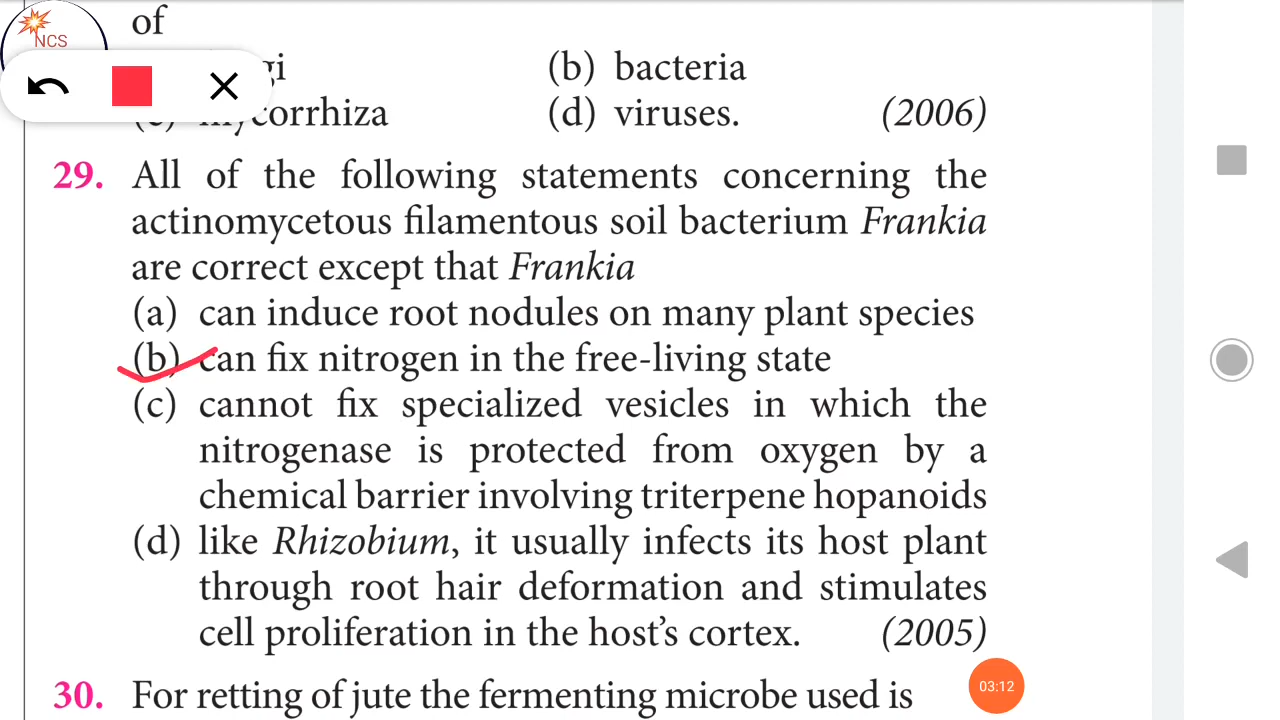 NCS
of
gi (b) bacteria
mycorrhiza (d) viruses. (2006)
29. All of the following statements concerning the
actinomycetous filamentous soil bacterium Frankia
are correct except that Frankia
(a) can induce root nodules on many plant species
(b) can fix nitrogen in the free-living state
(c) cannot fix specialized vesicles in which the
nitrogenase is protected from oxygen by a
chemical barrier involving triterpene hopanoids
(d) like Rhizobium, it usually infects its host plant
through root hair deformation and stimulates
cell proliferation in the host's cortex. (2005)
30. For retting of jute the fermenting microbe used is
03:12